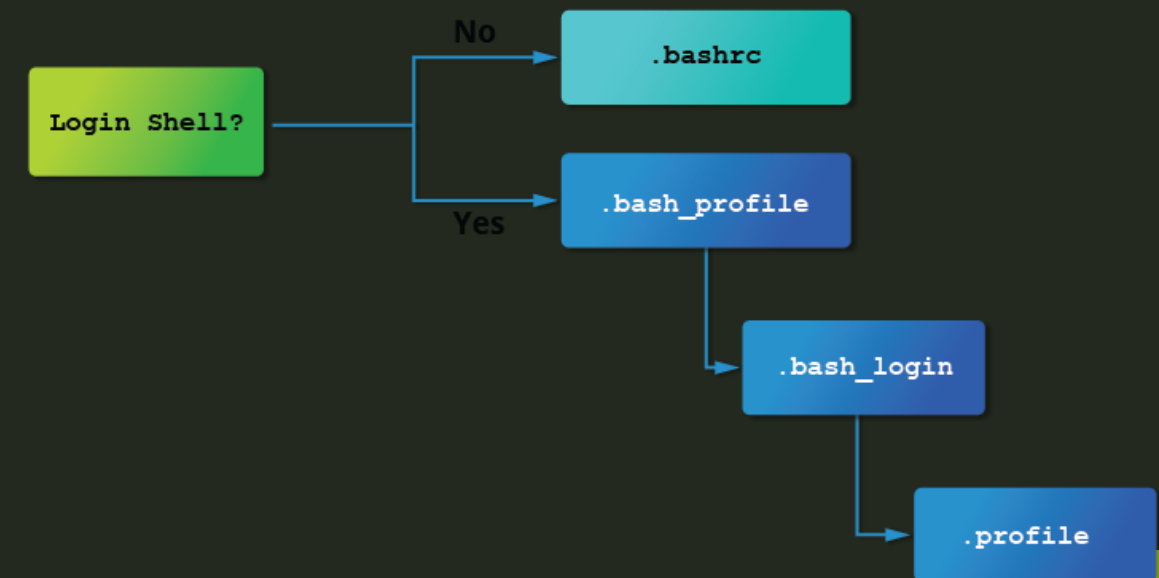 No
.bashrc
Login Shell?
.bash_profile
Yes
.bash_login
.profile